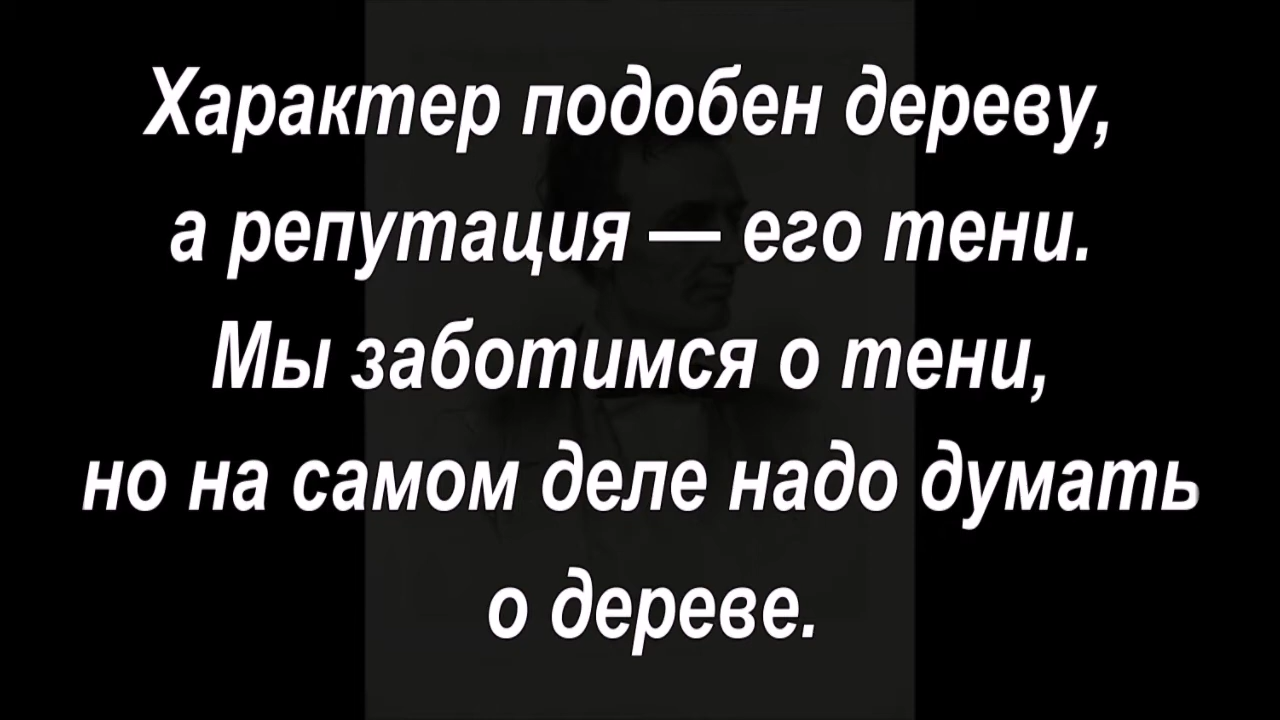 Характер подобен дереву,
а репутация — его тени.
Мы заботимся о тени,
но на самом деле надо думать
о дереве.